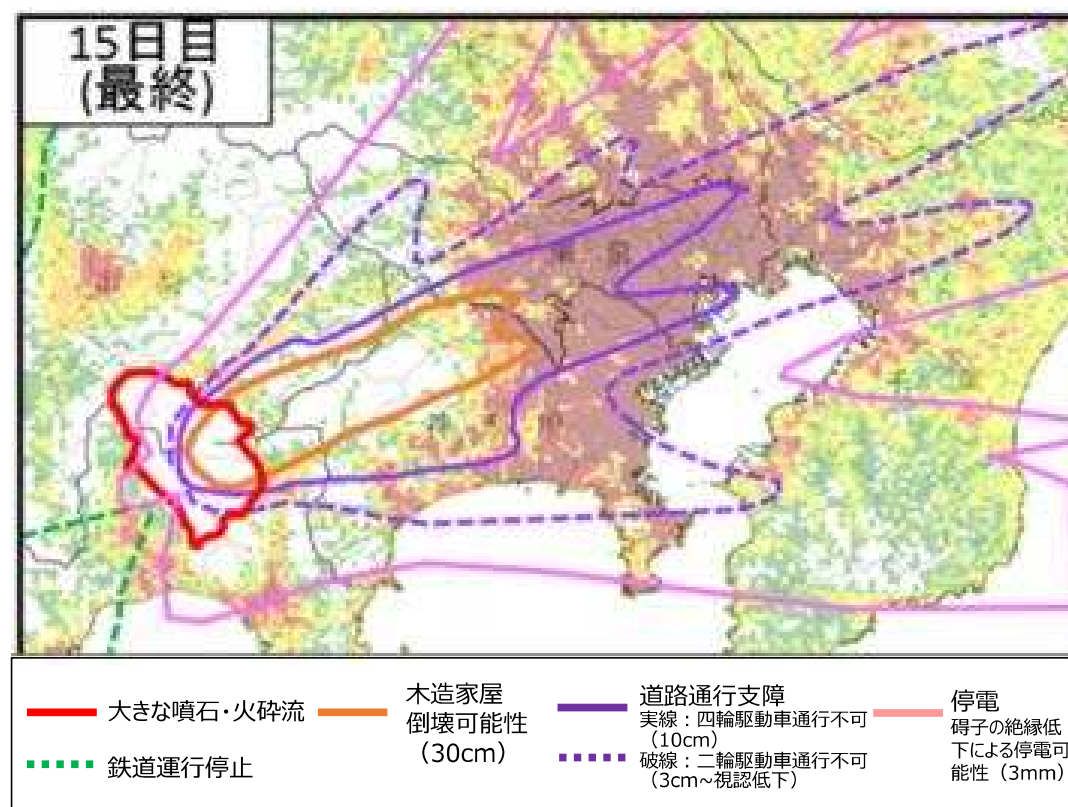 15日目
(最終)
大きな噴石・火砕流
鉄道運行停止
木造家屋
倒壊可能性
（30cm）
道路通行支障
実線：四輪駆動車通行不可
（10cm）
破線：二輪駆動車通行不可
（3cm~視認低下）
停電
碍子の絶縁低
下による停電可
能性（3mm）